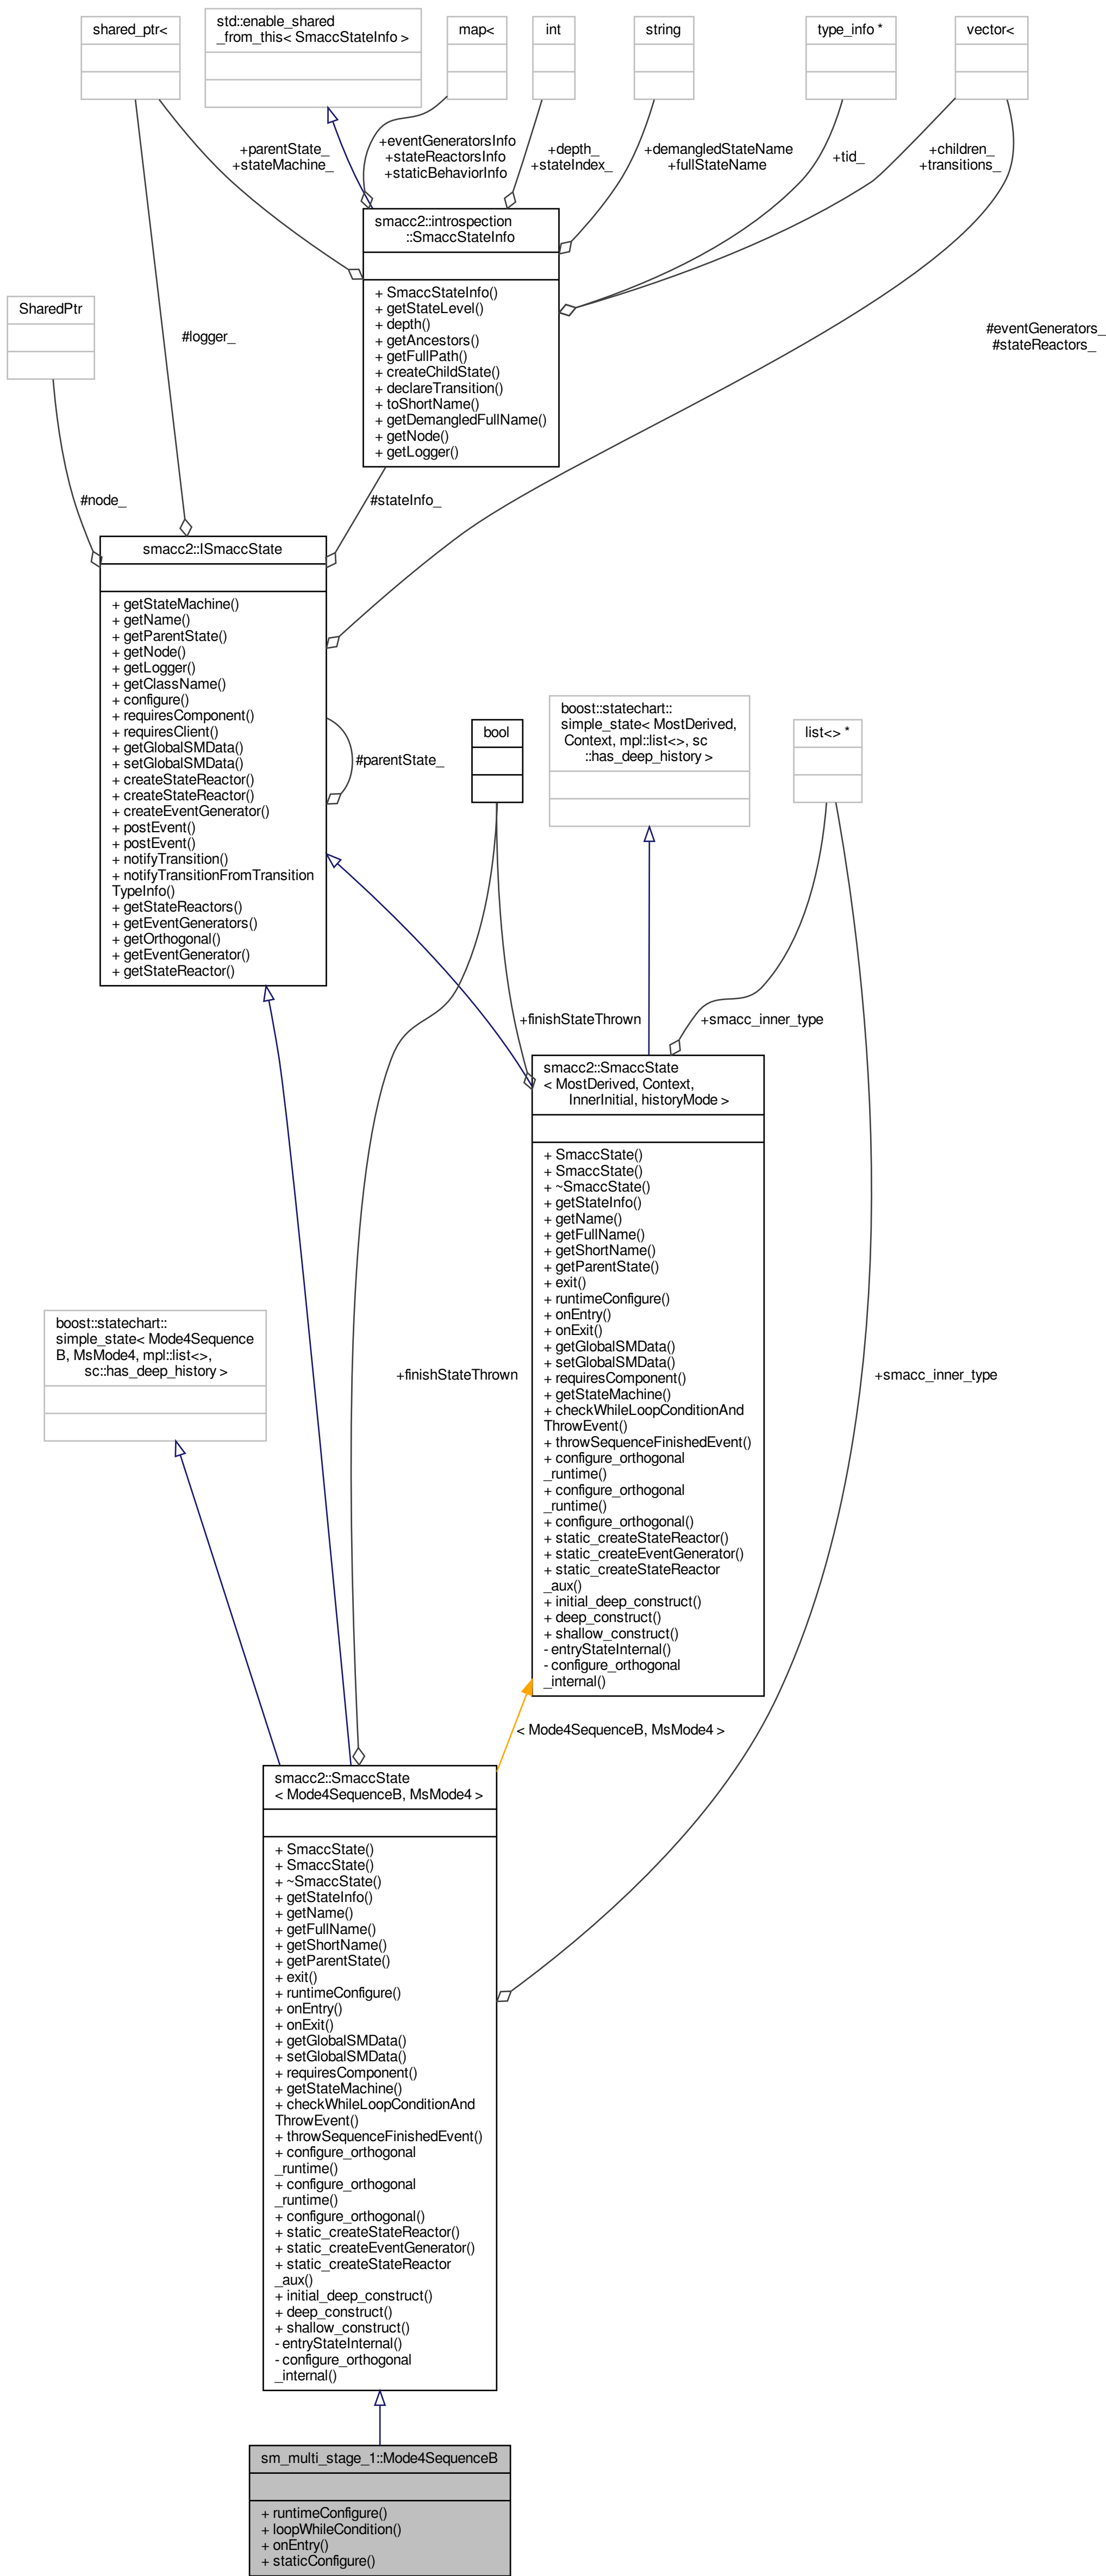 shared_ptr<
std::enable_shared
_from_this< SmaccStateInfo >
map<
int
string
type_info *
vector<
+parentState_
+stateMachine_
+eventGeneratorsInfo
+stateReactorsInfo
+staticBehaviorInfo
+depth_
+stateIndex_
+demangledStateName
+fullStateName
+tid_
+children_
+transitions_
smacc2::introspection
::SmaccStateInfo
+ SmaccStateInfo()
+ getStateLevel()
+ depth()
+ getAncestors()
+ getFullPath()
+ createChildState()
+ declareTransition()
+ toShortName()
+ getDemangledFullName()
+ getNode()
+ getLogger()
SharedPtr
#logger_
#eventGenerators_
#stateReactors_
#node_
#stateInfo_
smacc2::ISmaccState
+ getStateMachine()
+ getName()
+ getParentState()
+ getNode()
+ getLogger()
+ getClassName()
+ configure()
+ requiresComponent()
+ requiresClient()
+ getGlobalSMData()
+ setGlobalSMData()
+ createStateReactor()
+ createStateReactor()
+ createEventGenerator()
+ postEvent()
+ postEvent()
+ notifyTransition()
+ notifyTransitionFromTransition
TypeInfo()
+ getStateReactors()
+ getEventGenerators()
+ getOrthogonal()
+ getEventGenerator()
+ getStateReactor()
#parentState_
bool
boost::statechart::
simple_state< MostDerived,
Context, mpl::list<>, sc
::has_deep_history >
list<> *
+finishStateThrown
+smacc_inner_type
smacc2::SmaccState
< MostDerived, Context,
InnerInitial, historyMode >
+ SmaccState()
+ SmaccState()
+ ~SmaccState()
+ getStateInfo()
+ getName()
+ getFullName()
+ getShortName()
+ getParentState()
+ exit()
+ runtimeConfigure()
+ onEntry()
+ onExit()
+ getGlobalSMData()
+ setGlobalSMData()
+ requiresComponent()
+ getStateMachine()
+ checkWhileLoopConditionAnd
ThrowEvent()
+ throwSequenceFinishedEvent()
+ configure_orthogonal
_runtime()
+ configure_orthogonal
_runtime()
+ configure_orthogonal()
+ static_createStateReactor()
+ static_createEventGenerator()
+ static_createStateReactor
_aux()
+ initial_deep_construct()
+ deep_construct()
+ shallow_construct()
- entryStateInternal()
- configure_orthogonal
_internal()
boost::statechart::
simple_state< Mode4Sequence
B, MsMode4, mpl::list<>,
sc::has_deep_history >
+finishStateThrown
+smacc_inner_type
< Mode4SequenceB, MsMode4 >
smacc2::SmaccState
< Mode4SequenceB, MsMode4 >
+ SmaccState()
+ SmaccState()
+ ~SmaccState()
+ getStateInfo()
+ getName()
+ getFullName()
+ getShortName()
+ getParentState()
+ exit()
+ runtimeConfigure()
+ onEntry()
+ onExit()
+ getGlobalSMData()
+ setGlobalSMData()
+ requiresComponent()
+ getStateMachine()
+ checkWhileLoopConditionAnd
ThrowEvent()
+ throwSequenceFinishedEvent()
+ configure_orthogonal
_runtime()
+ configure_orthogonal
_runtime()
+ configure_orthogonal()
+ static_createStateReactor()
+ static_createEventGenerator()
+ static_createStateReactor
_aux()
+ initial_deep_construct()
+ deep_construct()
+ shallow_construct()
- entryStateInternal()
- configure_orthogonal
_internal()
sm_multi_stage_1::Mode4SequenceB
+ runtimeConfigure()
+ loopWhileCondition()
+ onEntry()
+ staticConfigure()